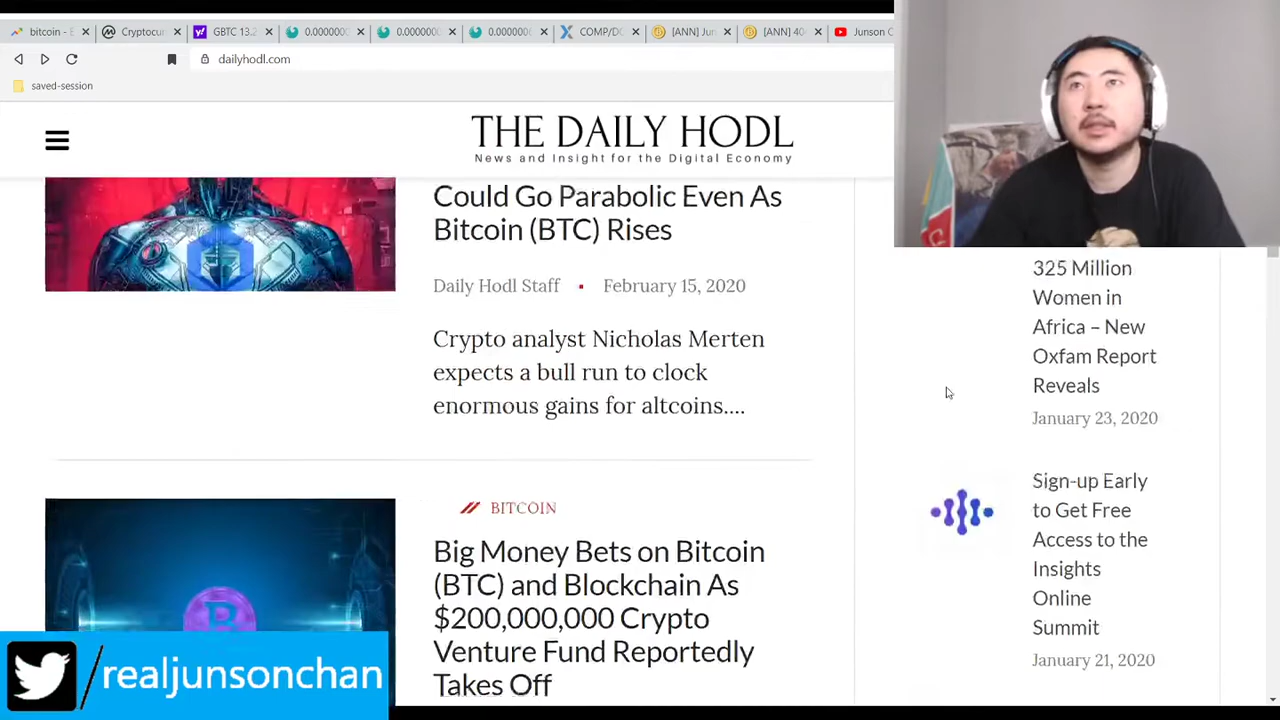 bitcoin - E
Cryptocur
GBTC 13.2
0.0000000
0.0000000
0.0000000
COMP/DC
[ANN] Jun
[ANN] 40
Junson C
dailyhodl.com
saved-session
THE DAILY HODL
News and Insight for the Digital Economy
Could Go Parabolic Even As
Bitcoin (BTC) Rises
Daily Hodl Staff
February 15, 2020
Crypto analyst Nicholas Merten
expects a bull run to clock
enormous gains for altcoins....
BITCOIN
Big Money Bets on Bitcoin
(BTC) and Blockchain As
$200,000,000 Crypto
Venture Fund Reportedly
Takes Off
325 Million
Women in
Africa – New
Oxfam Report
Reveals
January 23, 2020
Sign-up Early
to Get Free
Access to the
Insights
Online
Summit
January 21, 2020
/realjunsonchan